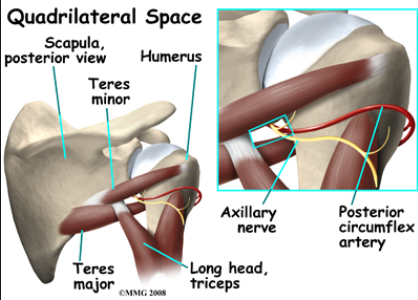 Quadrilateral Space
Scapula,
posterior view
Humerus
Teres
minor
Axillary
nerve
Posterior
circumflex
artery
Teres
major
Long head,
triceps
©MMG 2008